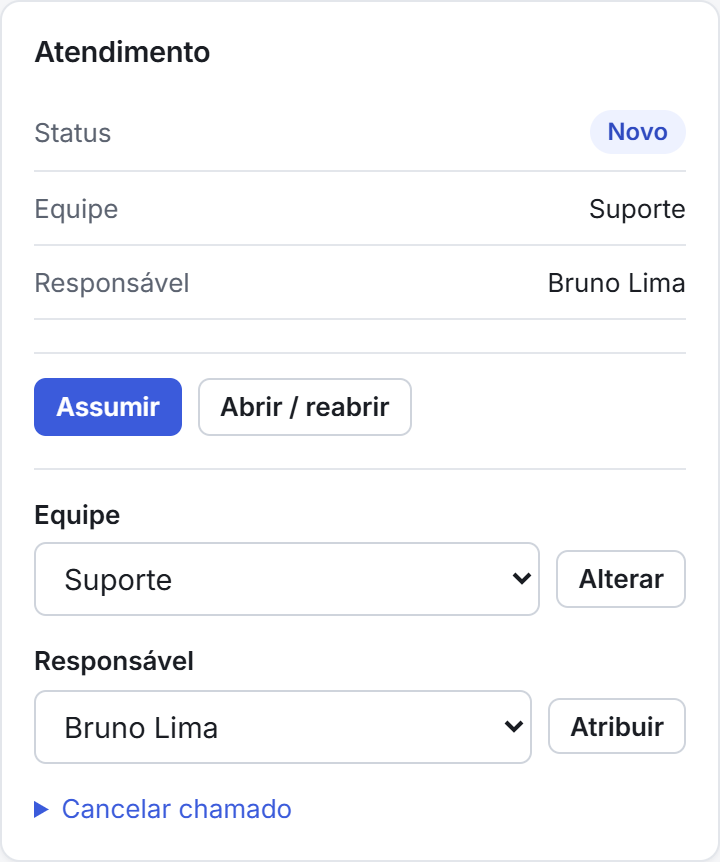 Atendimento
Status Novo
Equipe Suporte
Responsável Bruno Lima
Assumir Abrir / reabrir
Equipe
Suporte Alterar
Responsável
Bruno Lima Atribuir
Cancelar chamado